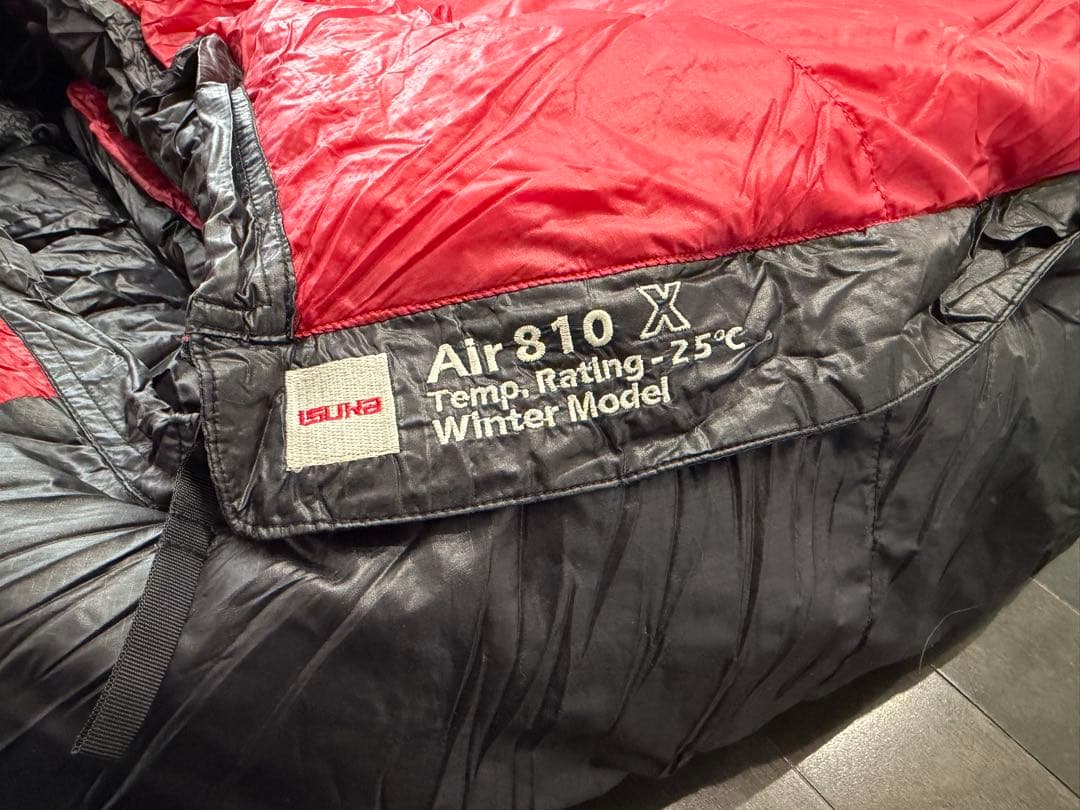 ISUKA
Air 810 X
Temp. Rating -25℃
Winter Model